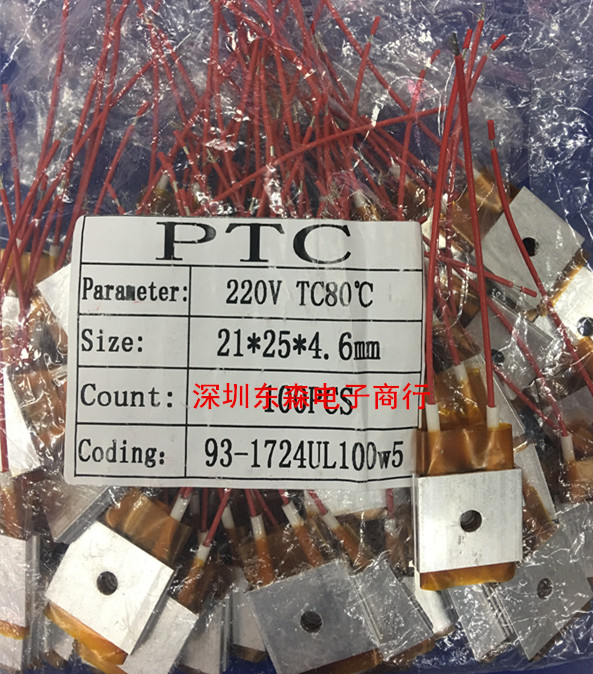 PTC
Parameter: 220V TC80℃
Size: 21*25*4.6mm
Count: 100PCS
深圳东森电子商行
Coding: 93-1724UL100w5